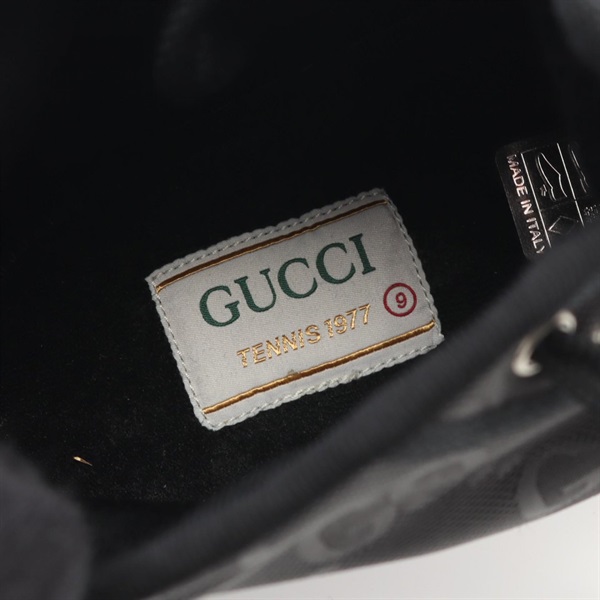 GUCCI
TENNIS 1977
9
MADE IN ITALY